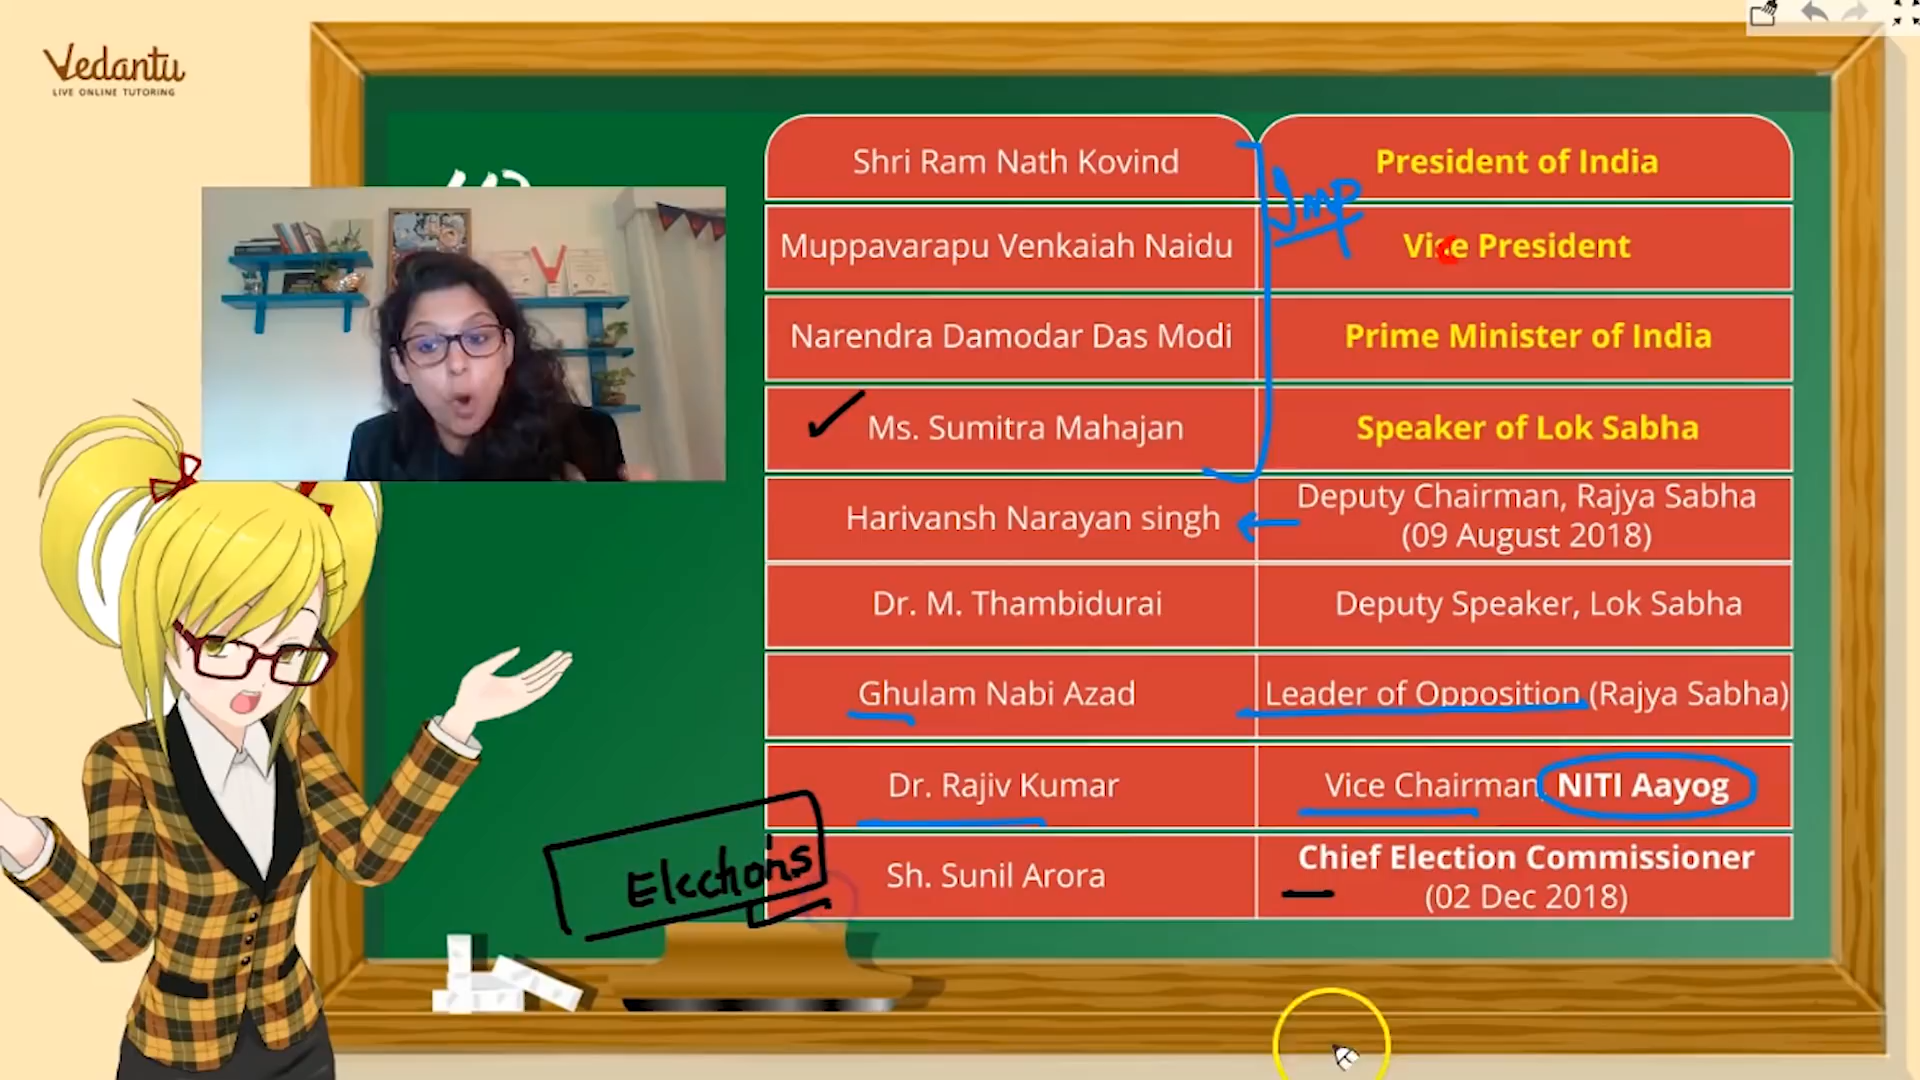 Vedantu
LIVE ONLINE TUTORING
Shri Ram Nath Kovind President of India
Imp
Muppavarapu Venkaiah Naidu Vice President
Narendra Damodar Das Modi Prime Minister of India
Ms. Sumitra Mahajan Speaker of Lok Sabha
Harivansh Narayan singh Deputy Chairman, Rajya Sabha
(09 August 2018)
Dr. M. Thambidurai Deputy Speaker, Lok Sabha
Ghulam Nabi Azad Leader of Opposition (Rajya Sabha)
Dr. Rajiv Kumar Vice Chairman, NITI Aayog
Elections
Sh. Sunil Arora Chief Election Commissioner
(02 Dec 2018)